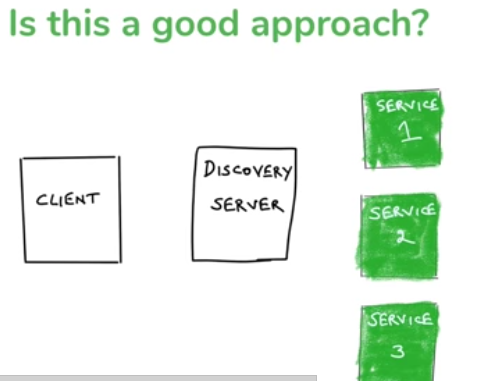 Is this a good approach?
CLIENT
DISCOVERY
SERVER
SERVICE
1
SERVICE
2
SERVICE
3